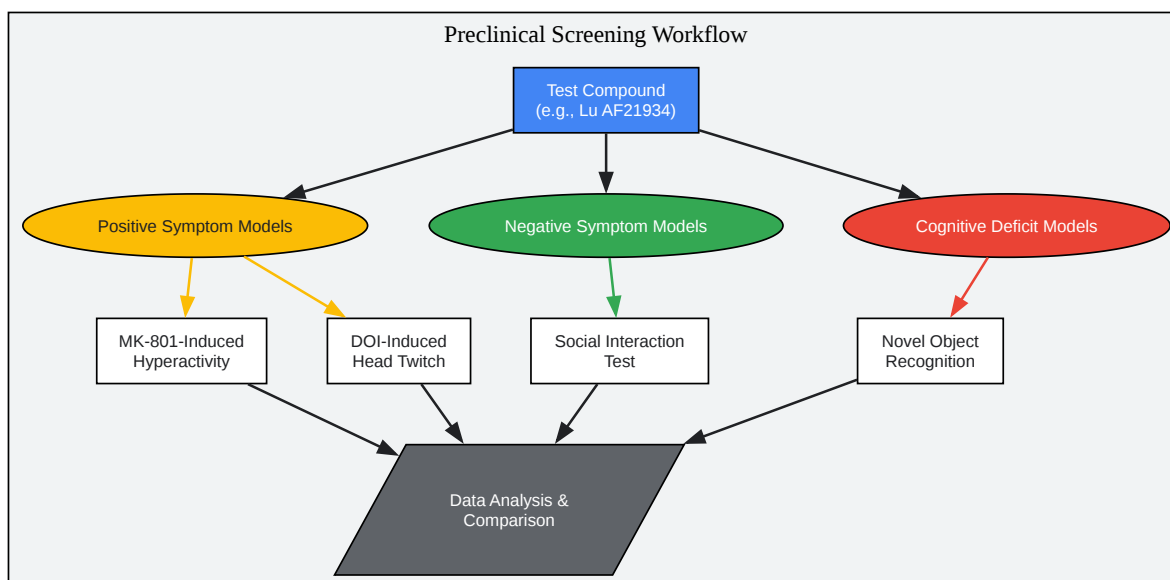 Preclinical Screening Workflow
Test Compound
(e.g., Lu AF21934)
Positive Symptom Models
Negative Symptom Models
Cognitive Deficit Models
MK-801-Induced
Hyperactivity
DOI-Induced
Head Twitch
Social Interaction
Test
Novel Object
Recognition
Data Analysis &
Comparison